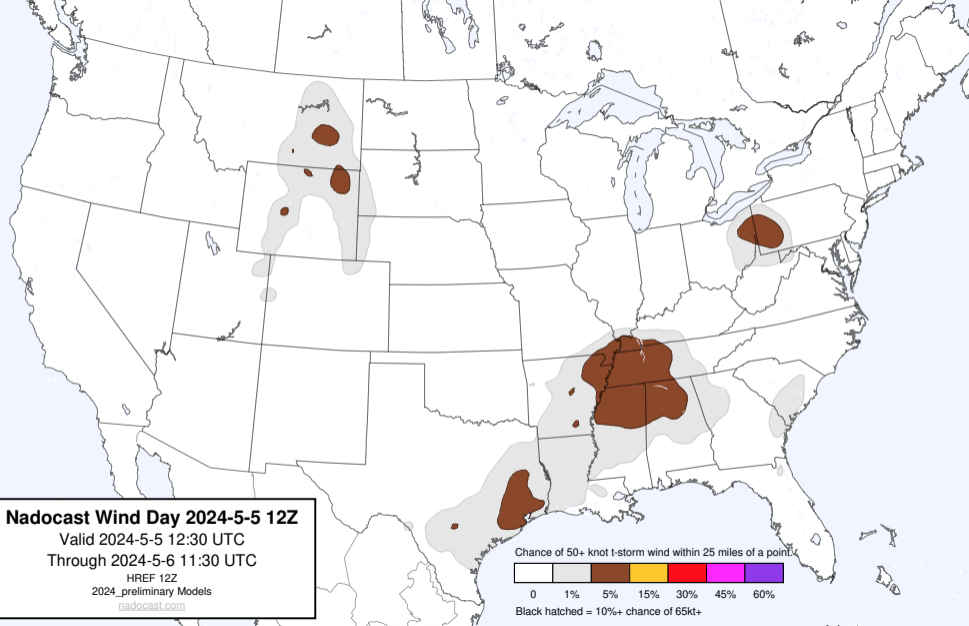 Nadocast Wind Day 2024-5-5 12Z
Valid 2024-5-5 12:30 UTC
Through 2024-5-6 11:30 UTC
HREF 12Z
2024_preliminary Models
nadocast.com
Chance of 50+ knot t-storm wind within 25 miles of a point.
0 1% 5% 15% 30% 45% 60%
Black hatched = 10%+ chance of 65kt+